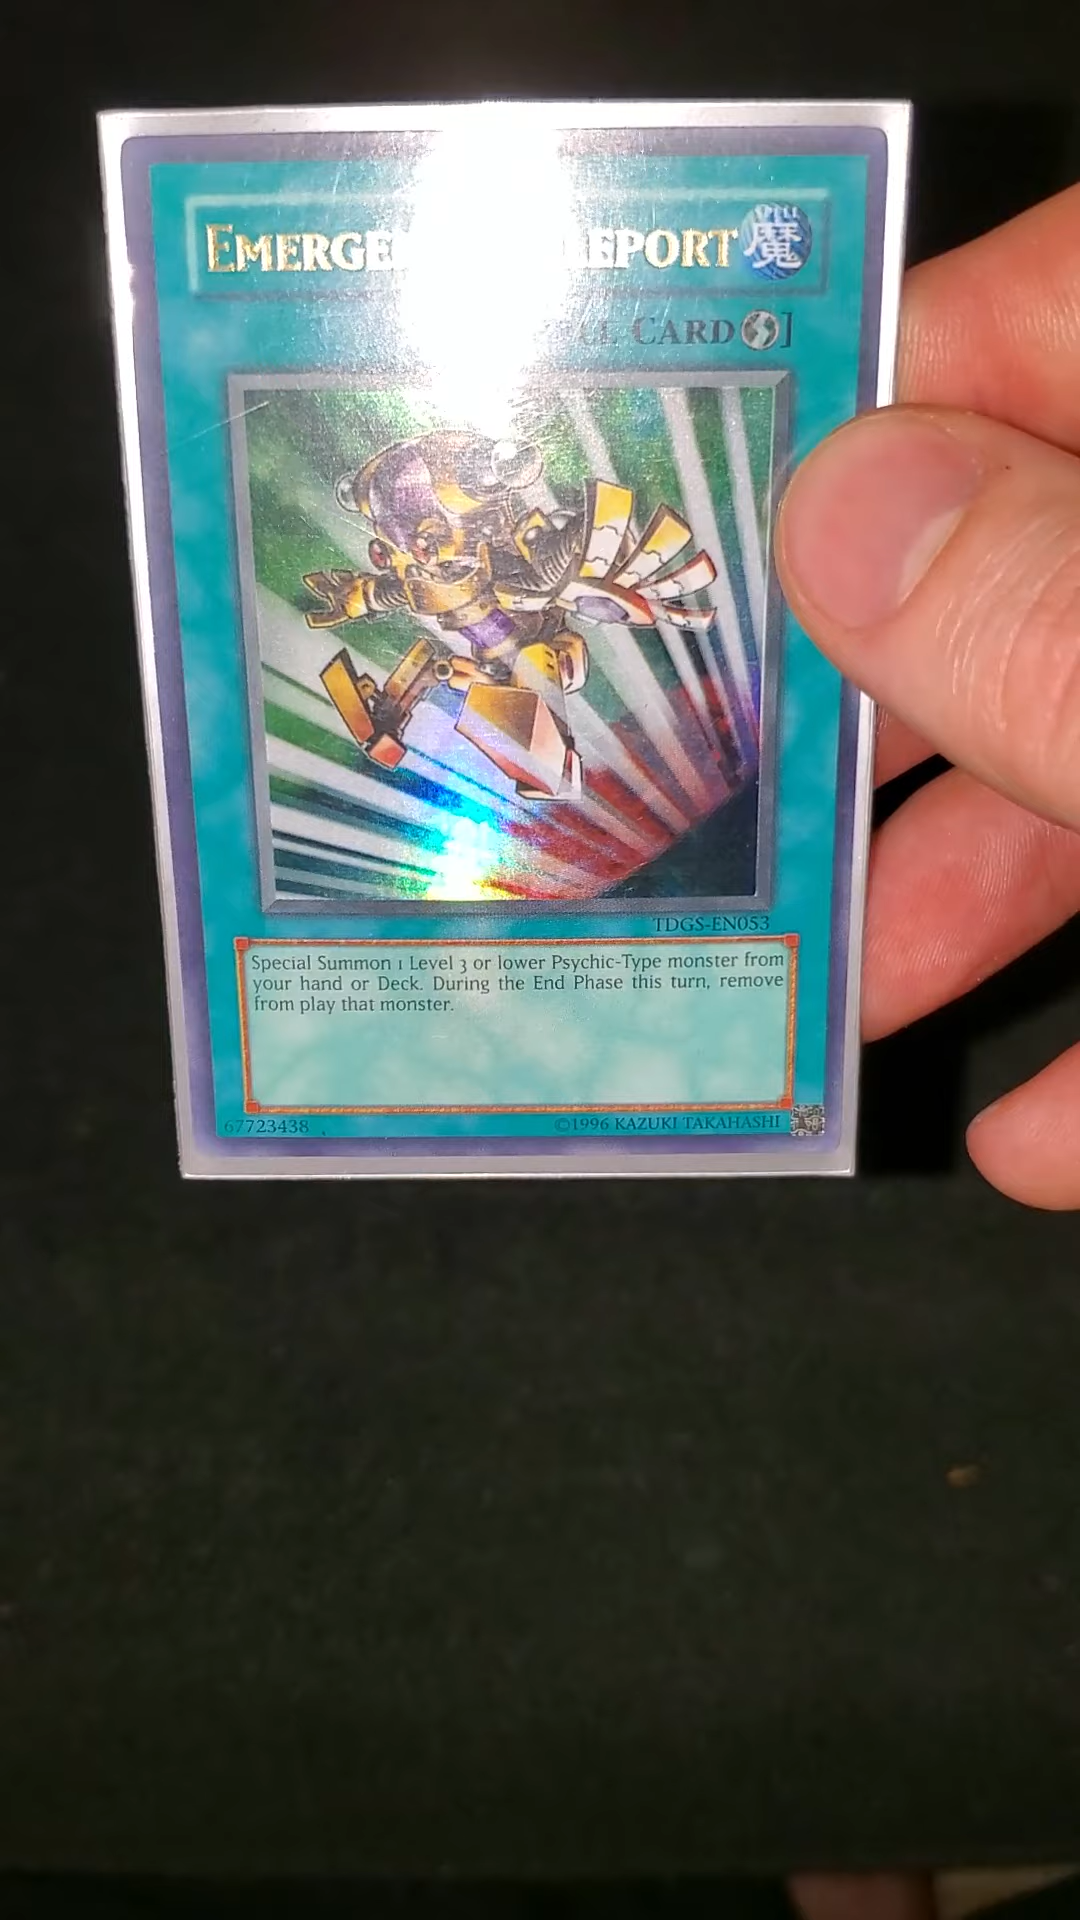 EMERGE EPORT SPELL 魔
CARD]
TDGS-EN053
Special Summon 1 Level 3 or lower Psychic-Type monster from
your hand or Deck. During the End Phase this turn, remove
from play that monster.
67723438 ©1996 KAZUKI TAKAHASHI